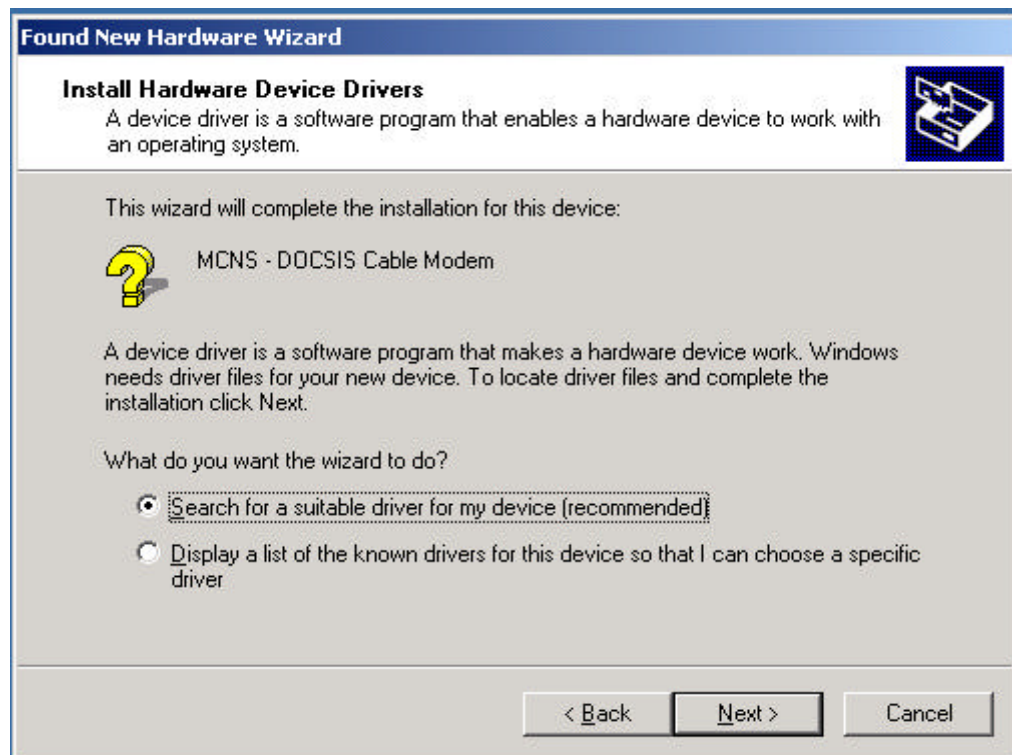 Found New Hardware Wizard
Install Hardware Device Drivers
A device driver is a software program that enables a hardware device to work with
an operating system.
This wizard will complete the installation for this device:
MCNS - DOCSIS Cable Modem
A device driver is a software program that makes a hardware device work. Windows
needs driver files for your new device. To locate driver files and complete the
installation click Next.
What do you want the wizard to do?
Search for a suitable driver for my device (recommended)
Display a list of the known drivers for this device so that I can choose a specific
driver
< Back Next > Cancel